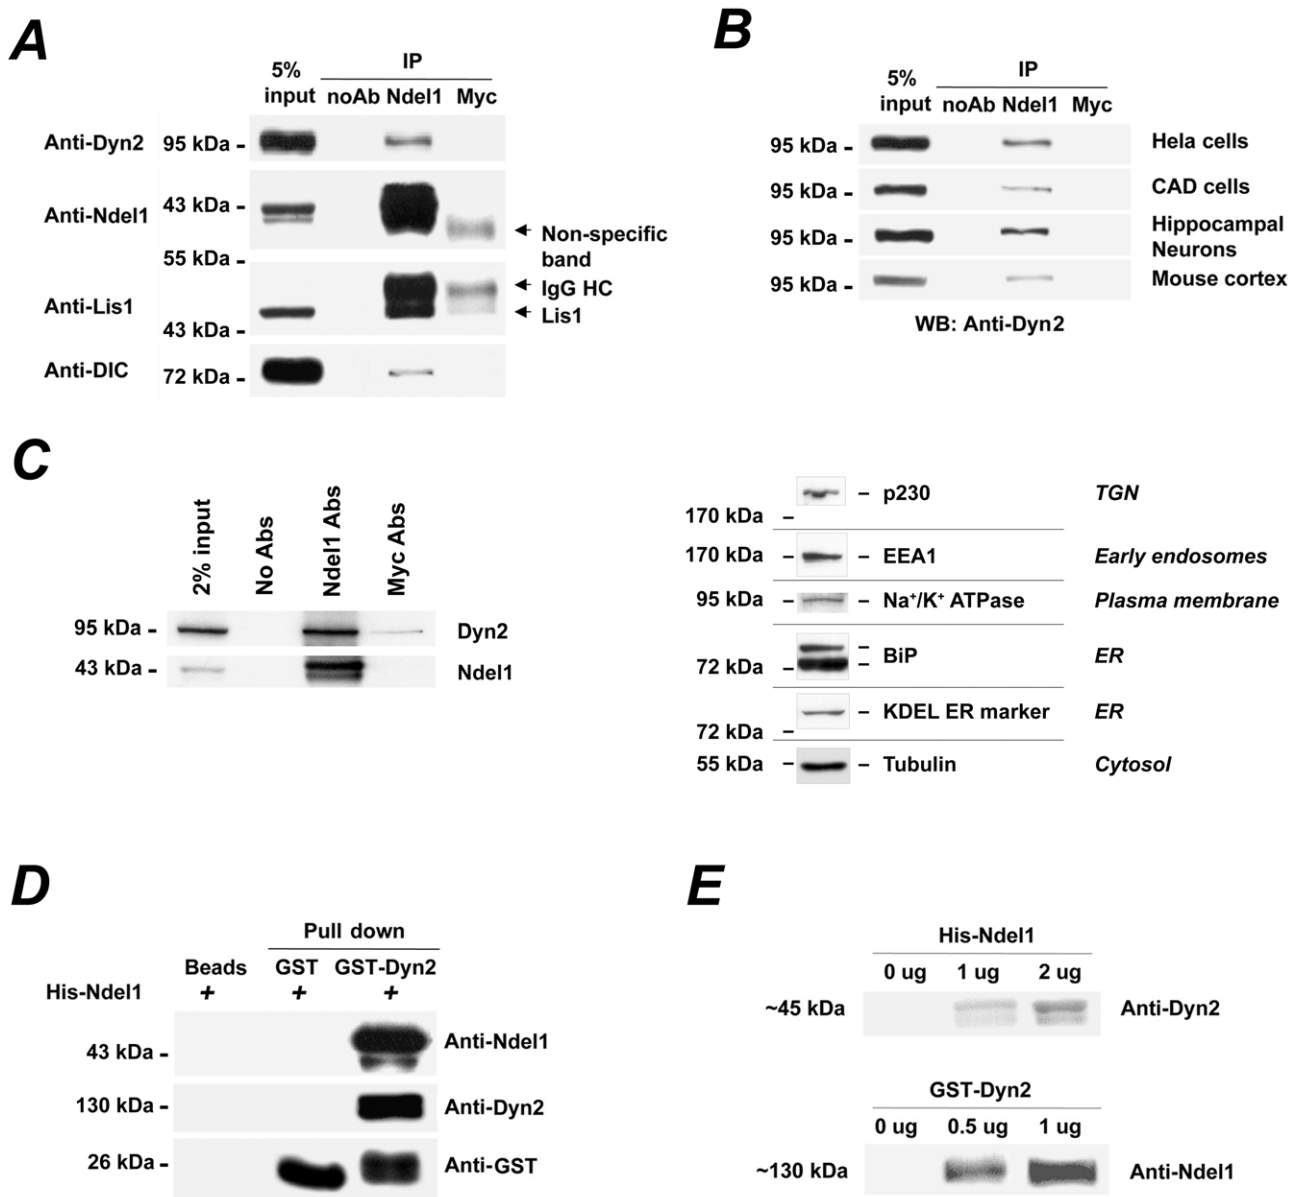 A
5%
input
IP
noAb Ndel1 Myc
Anti-Dyn2
95 kDa -
Anti-Ndel1
43 kDa -
Non-specific
band
55 kDa -
IgG HC
Anti-Lis1
Lis1
43 kDa -
Anti-DIC
72 kDa -
B
5%
input
IP
noAb Ndel1 Myc
95 kDa -
Hela cells
95 kDa -
CAD cells
95 kDa -
Hippocampal
Neurons
95 kDa -
Mouse cortex
WB: Anti-Dyn2
C
2% input
No Abs
Ndel1 Abs
Myc Abs
95 kDa -
Dyn2
43 kDa -
Ndel1
– p230
TGN
170 kDa –
170 kDa –
– EEA1
Early endosomes
95 kDa –
– Na⁺/K⁺ ATPase
Plasma membrane
– BiP
ER
72 kDa –
– KDEL ER marker
ER
72 kDa –
55 kDa –
– Tubulin
Cytosol
D
Pull down
Beads GST GST-Dyn2
His-Ndel1 + + +
43 kDa -
Anti-Ndel1
130 kDa -
Anti-Dyn2
26 kDa -
Anti-GST
E
His-Ndel1
0 ug 1 ug 2 ug
~45 kDa
Anti-Dyn2
GST-Dyn2
0 ug 0.5 ug 1 ug
~130 kDa
Anti-Ndel1